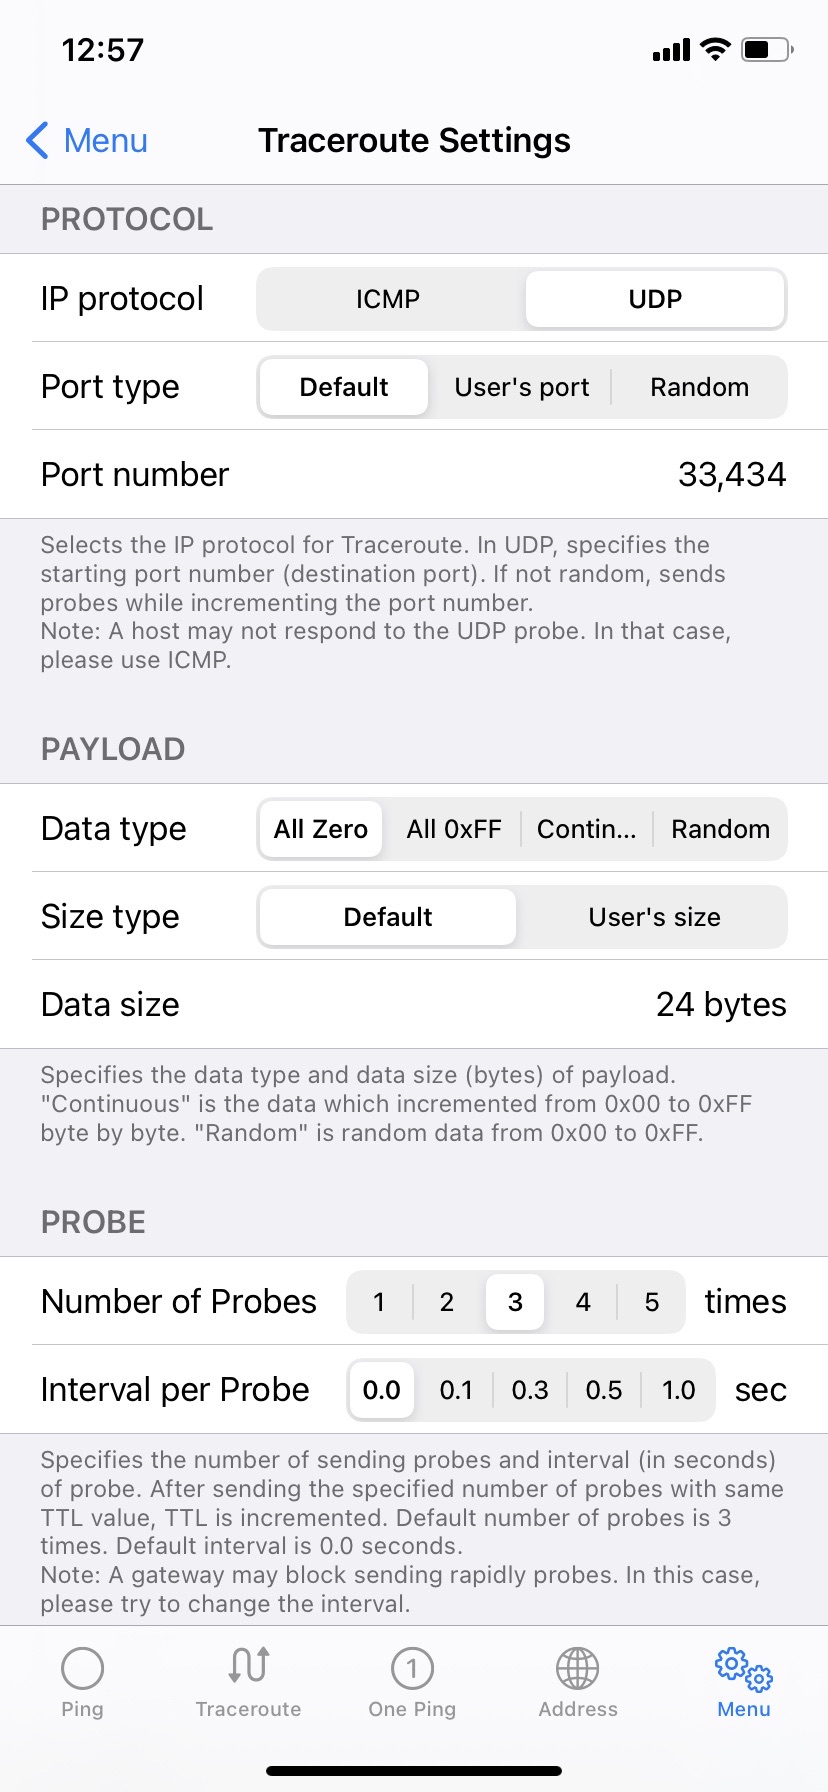 12:57
Menu
Traceroute Settings
PROTOCOL
IP protocol ICMP UDP
Port type Default User's port Random
Port number 33,434
Selects the IP protocol for Traceroute. In UDP, specifies the
starting port number (destination port). If not random, sends
probes while incrementing the port number.
Note: A host may not respond to the UDP probe. In that case,
please use ICMP.
PAYLOAD
Data type All Zero All 0xFF Contin... Random
Size type Default User's size
Data size 24 bytes
Specifies the data type and data size (bytes) of payload.
"Continuous" is the data which incremented from 0x00 to 0xFF
byte by byte. "Random" is random data from 0x00 to 0xFF.
PROBE
Number of Probes 1 2 3 4 5 times
Interval per Probe 0.0 0.1 0.3 0.5 1.0 sec
Specifies the number of sending probes and interval (in seconds)
of probe. After sending the specified number of probes with same
TTL value, TTL is incremented. Default number of probes is 3
times. Default interval is 0.0 seconds.
Note: A gateway may block sending rapidly probes. In this case,
please try to change the interval.
1
Ping Traceroute One Ping Address Menu